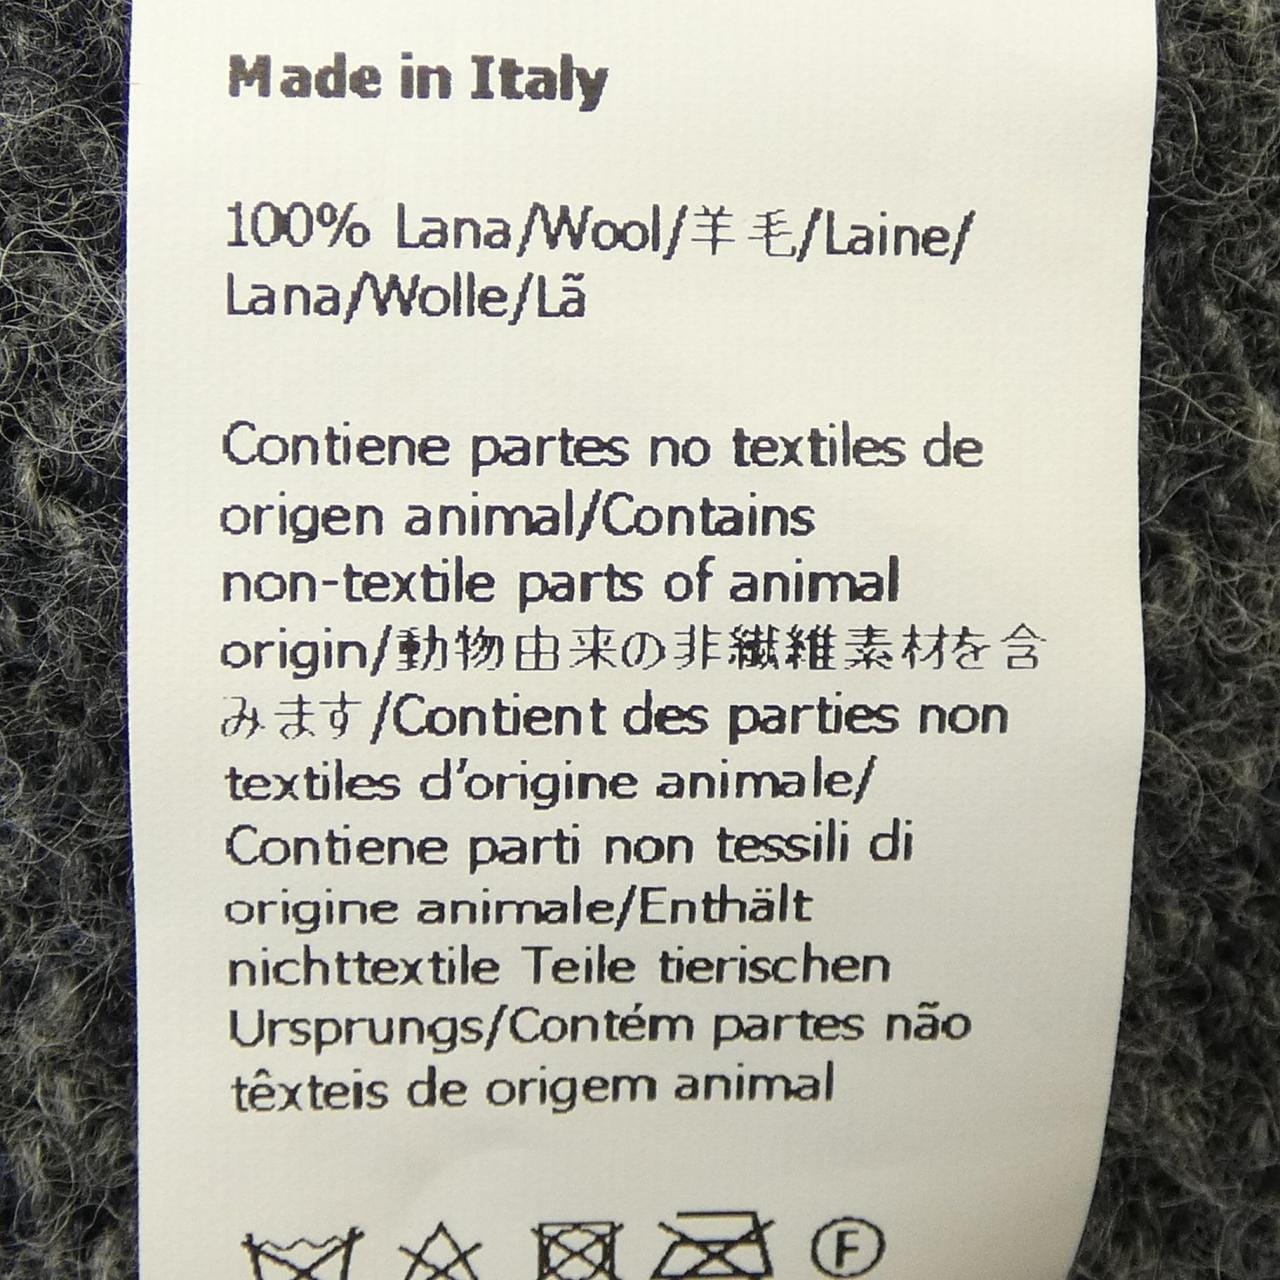 Made in Italy
100% Lana/Wool/羊毛/Laine/
Lana/Wolle/Lã
Contiene partes no textiles de
origen animal/Contains
non-textile parts of animal
origin/動物由来の非繊維素材を含
みます/Contient des parties non
textiles d’origine animale/
Contiene parti non tessili di
origine animale/Enthält
nichttextile Teile tierischen
Ursprungs/Contém partes não
têxteis de origem animal
F